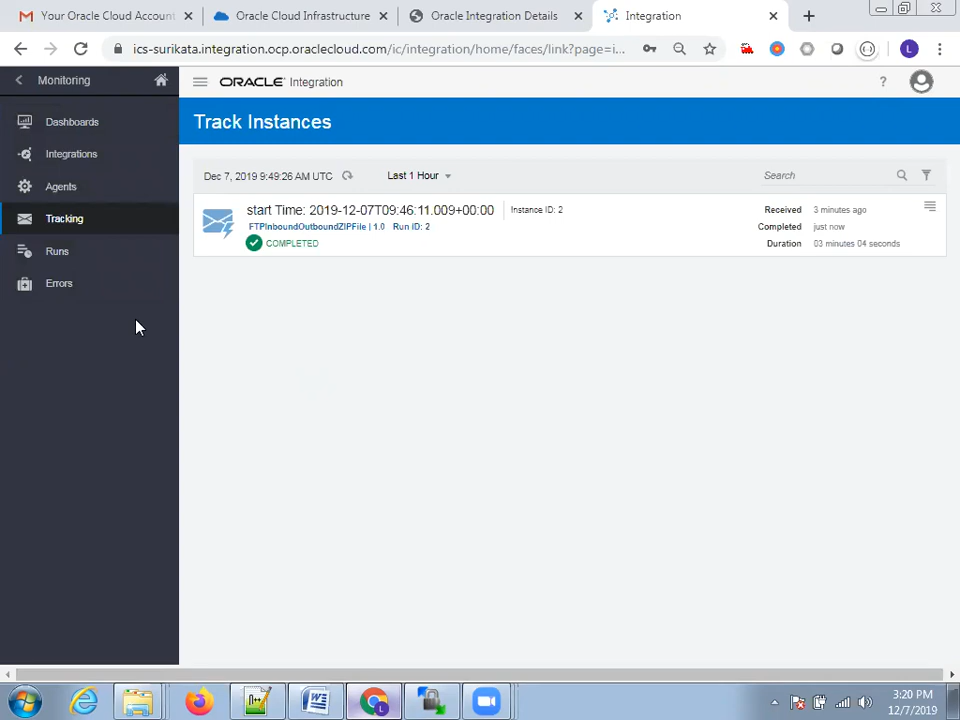 Your Oracle Cloud Account
Oracle Cloud Infrastructure
Oracle Integration Details
Integration
ics-surikata.integration.ocp.oraclecloud.com/ic/integration/home/faces/link?page=i...
L
Monitoring
ORACLE Integration
?
Dashboards
Integrations
Agents
Tracking
Runs
Errors
Track Instances
Dec 7, 2019 9:49:26 AM UTC
Last 1 Hour
Search
start Time: 2019-12-07T09:46:11.009+00:00
Instance ID: 2
FTPInboundOutboundZIPFile | 1.0 Run ID: 2
COMPLETED
Received 3 minutes ago
Completed just now
Duration 03 minutes 04 seconds
3:20 PM
12/7/2019